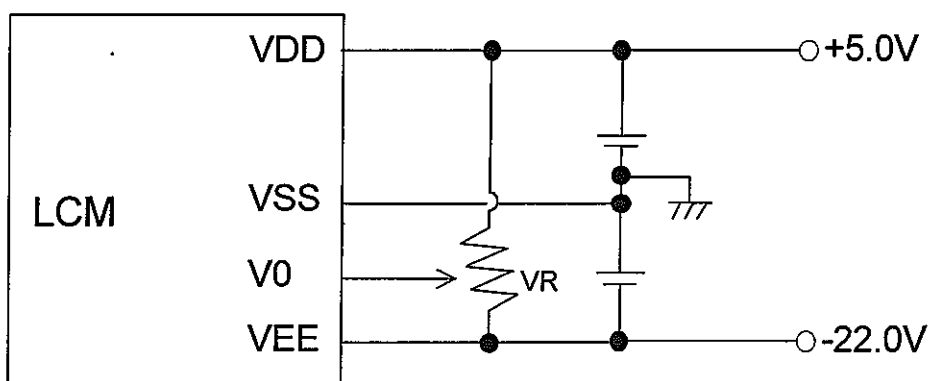 VDD
+5.0V
LCM
VSS
V0
VR
VEE
-22.0V